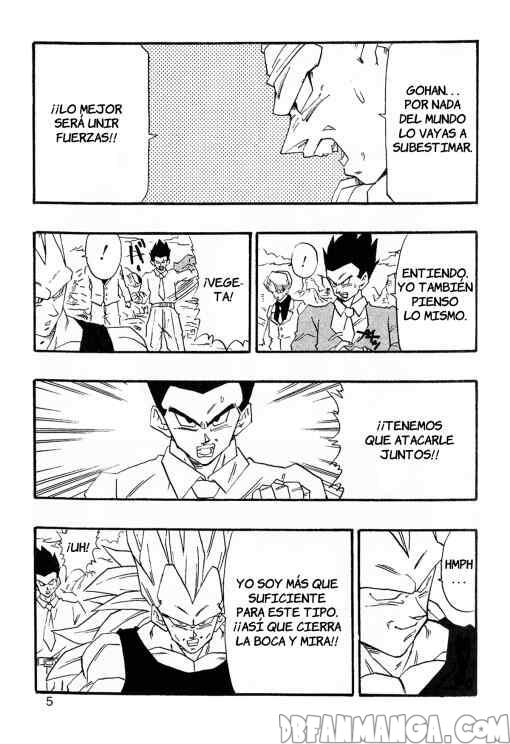 GOHAN...
POR NADA
DEL MUNDO
LO VAYAS A
SUBESTIMAR.
¡¡LO MEJOR
SERÁ UNIR
FUERZAS!!
ENTIENDO.
YO TAMBIÉN
PIENSO
LO MISMO.
!
¡VEGE-
TA!
!
¡¡TENEMOS
QUE ATACARLE
JUNTOS!!
HMPH
...
YO SOY MÁS QUE
SUFICIENTE
PARA ESTE TIPO.
¡¡ASÍ QUE CIERRA
LA BOCA Y MIRA!!
¡UH!
5
DBFANMANGA.COM